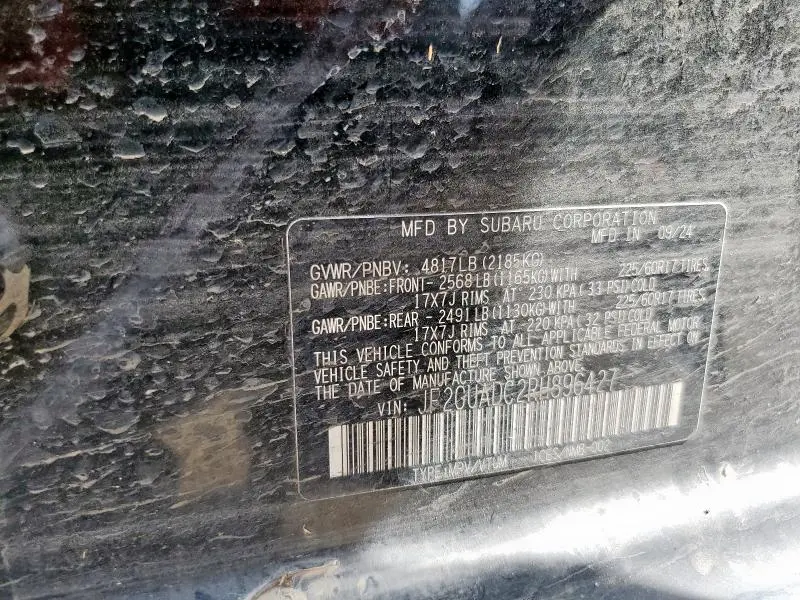 MFD BY SUBARU CORPORATION
MFD IN 09/24
GVWR/PNBV: 4817LB (2185KG)
GAWR/PNBE:FRONT- 2568LB (1165KG)WITH 225/60R17 TIRES
17X7J RIMS AT 230 KPA ( 33 PSI) COLD
GAWR/PNBE:REAR - 2491LB (1130KG)WITH 225/60R17 TIRES
17X7J RIMS AT 220 KPA ( 32 PSI) COLD
THIS VEHICLE CONFORMS TO ALL APPLICABLE FEDERAL MOTOR
VEHICLE SAFETY AND THEFT PREVENTION STANDARDS IN EFFECT ON
THE DATE OF MANUFACTURE SHOWN ABOVE.
VIN: